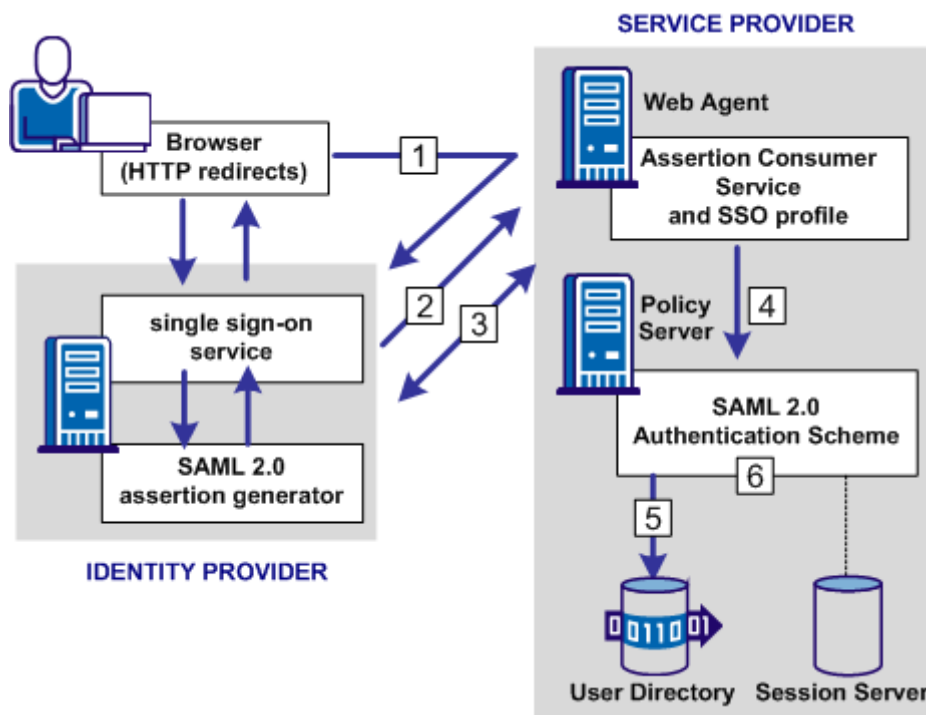 SERVICE PROVIDER
Web Agent
Browser
(HTTP redirects)
1
Assertion Consumer
Service
and SSO profile
2
3
4
single sign-on
service
Policy
Server
SAML 2.0
Authentication Scheme
6
SAML 2.0
assertion generator
5
IDENTITY PROVIDER
0 0110 01
User Directory
Session Server